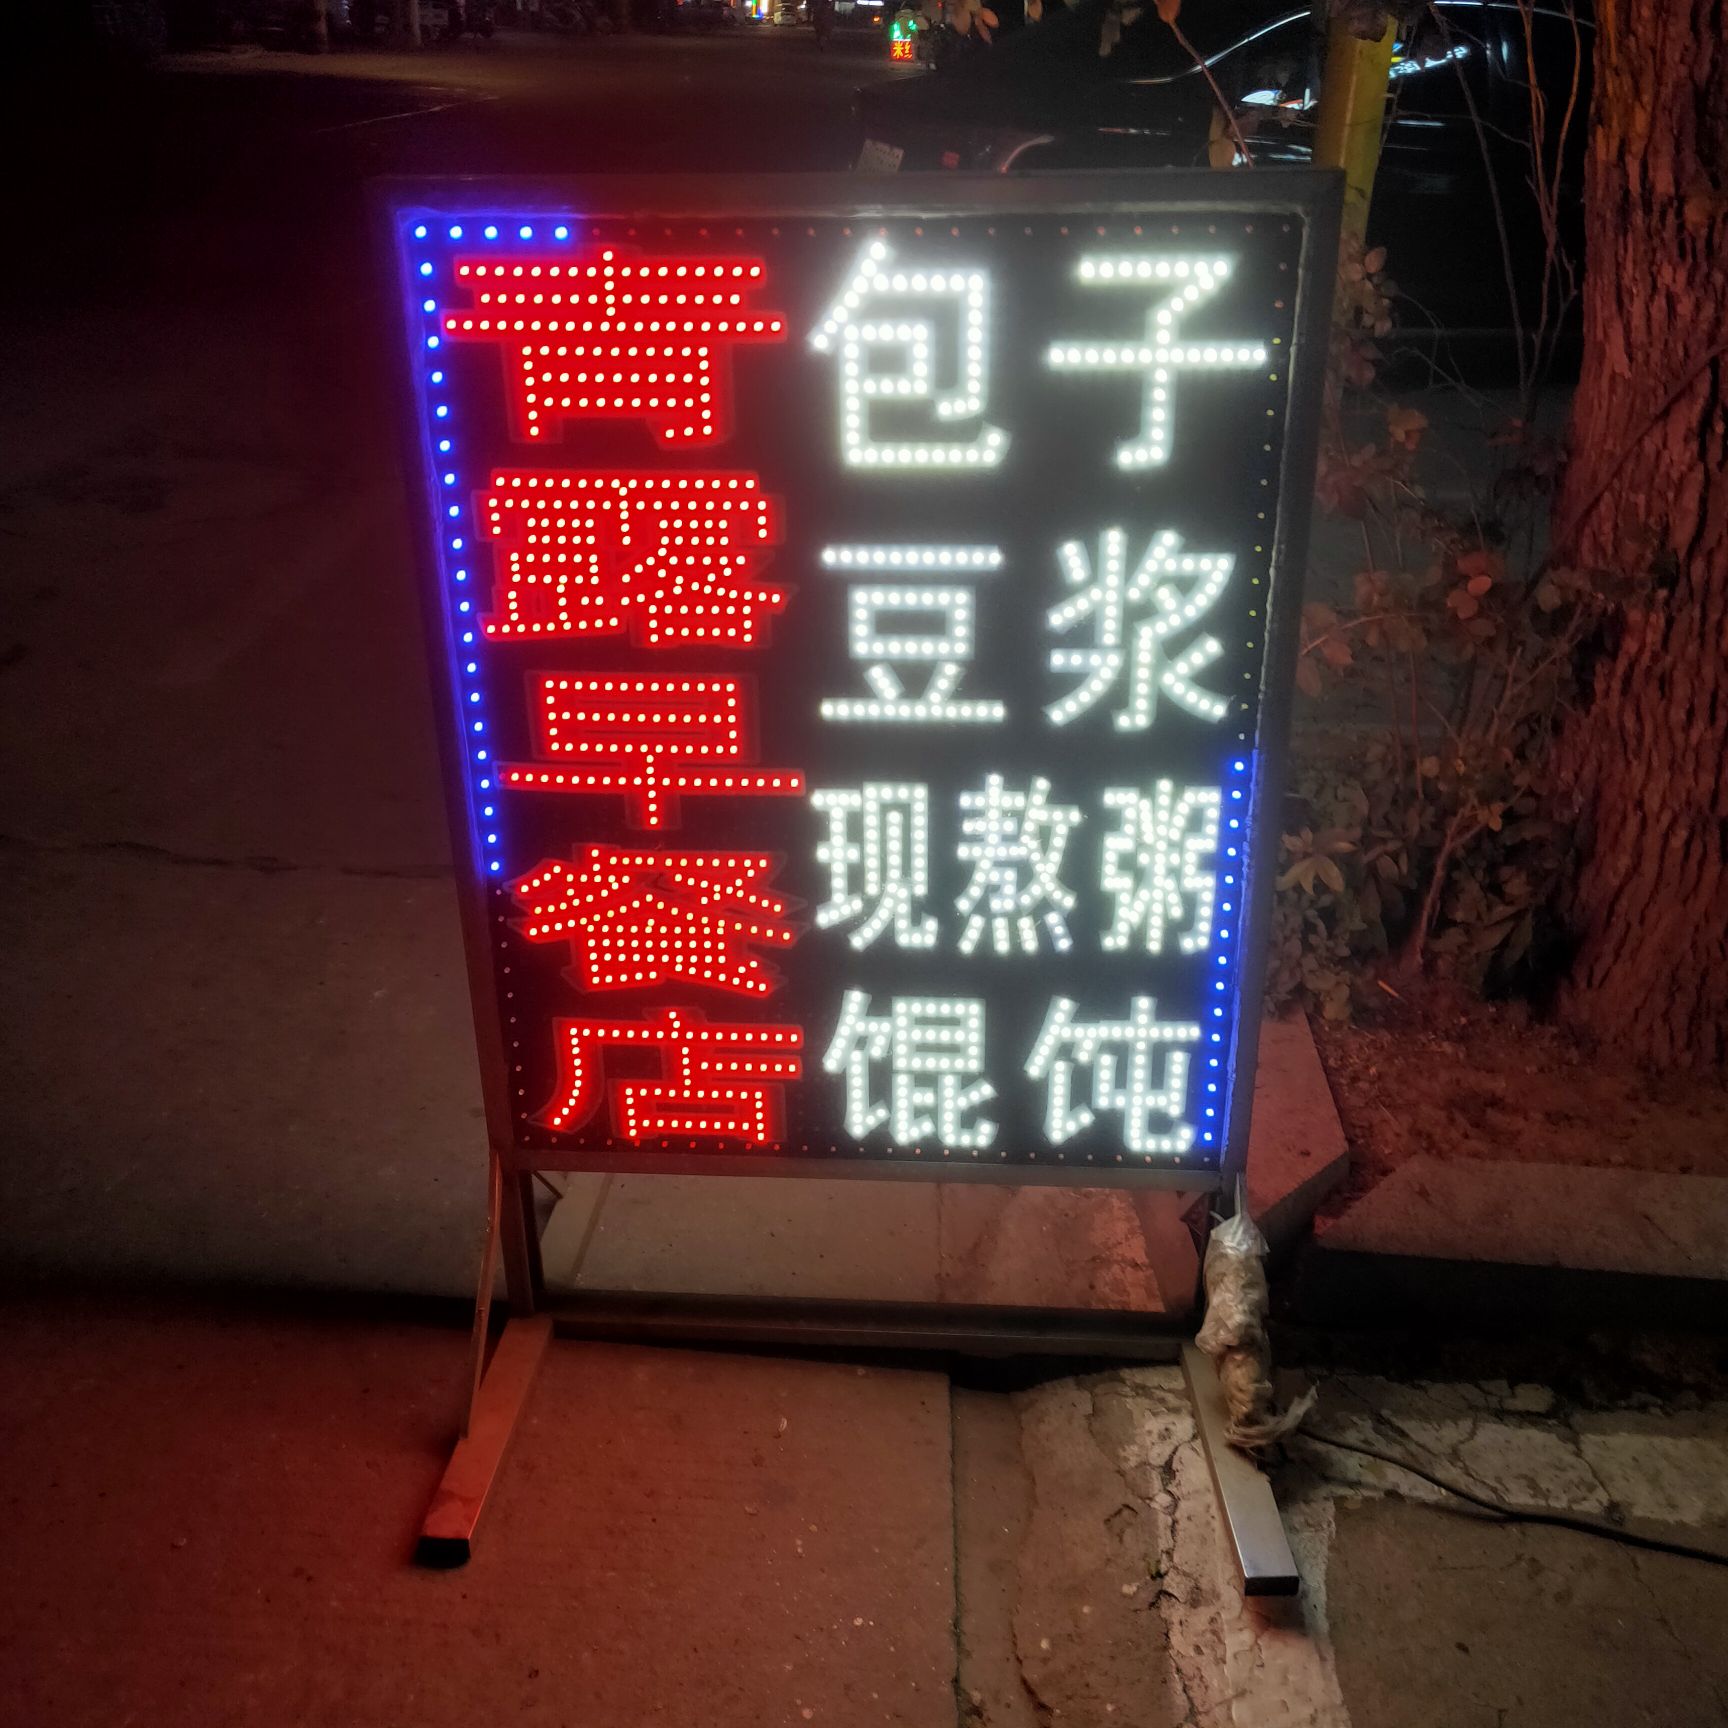 青露早餐店
包子
豆浆
现熬粥
馄饨